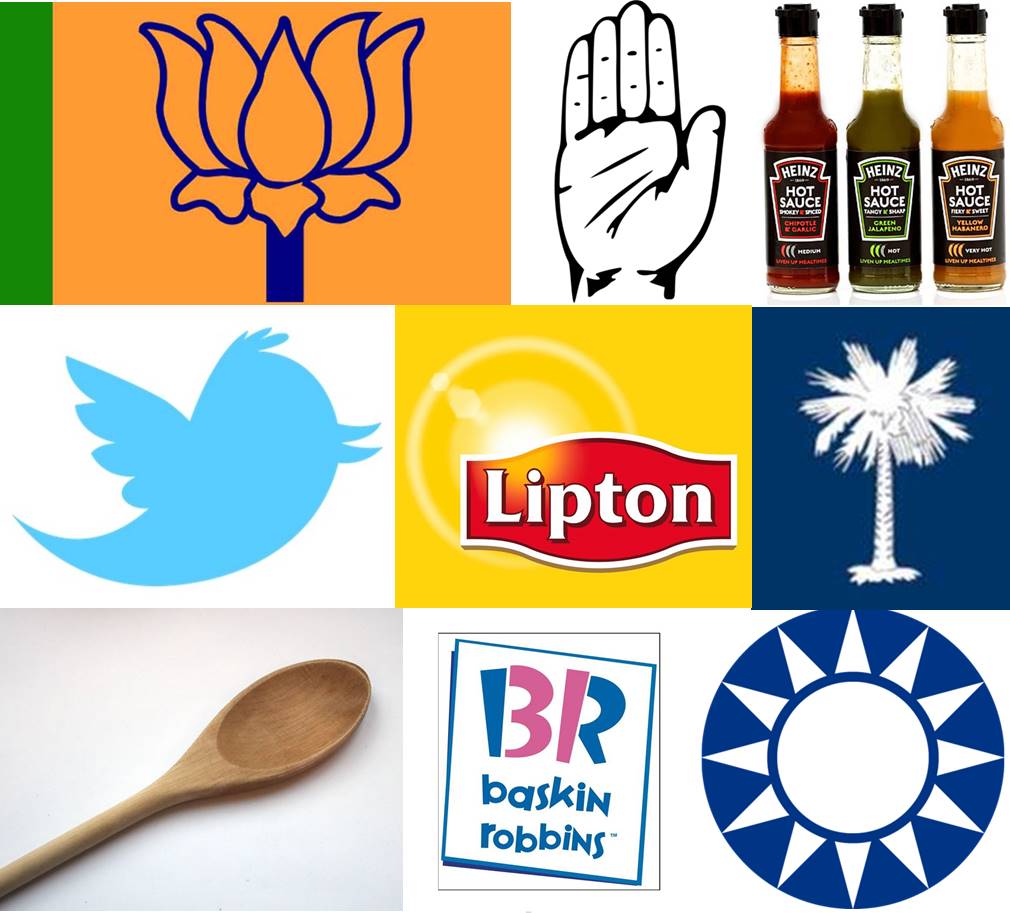 HEINZ
HOT
SAUCE
SMOKEY & SPICED
CHIPOTLE
& GARLIC
MEDIUM
LIVEN UP MEALTIMES
HEINZ
HOT
SAUCE
TANGY & SHARP
GREEN
JALAPENO
HOT
LIVEN UP MEALTIMES
HEINZ
HOT
SAUCE
FIERY & SWEET
YELLOW
HABANERO
VERY HOT
LIVEN UP MEALTIMES
Lipton
BR
baskin
robbins™